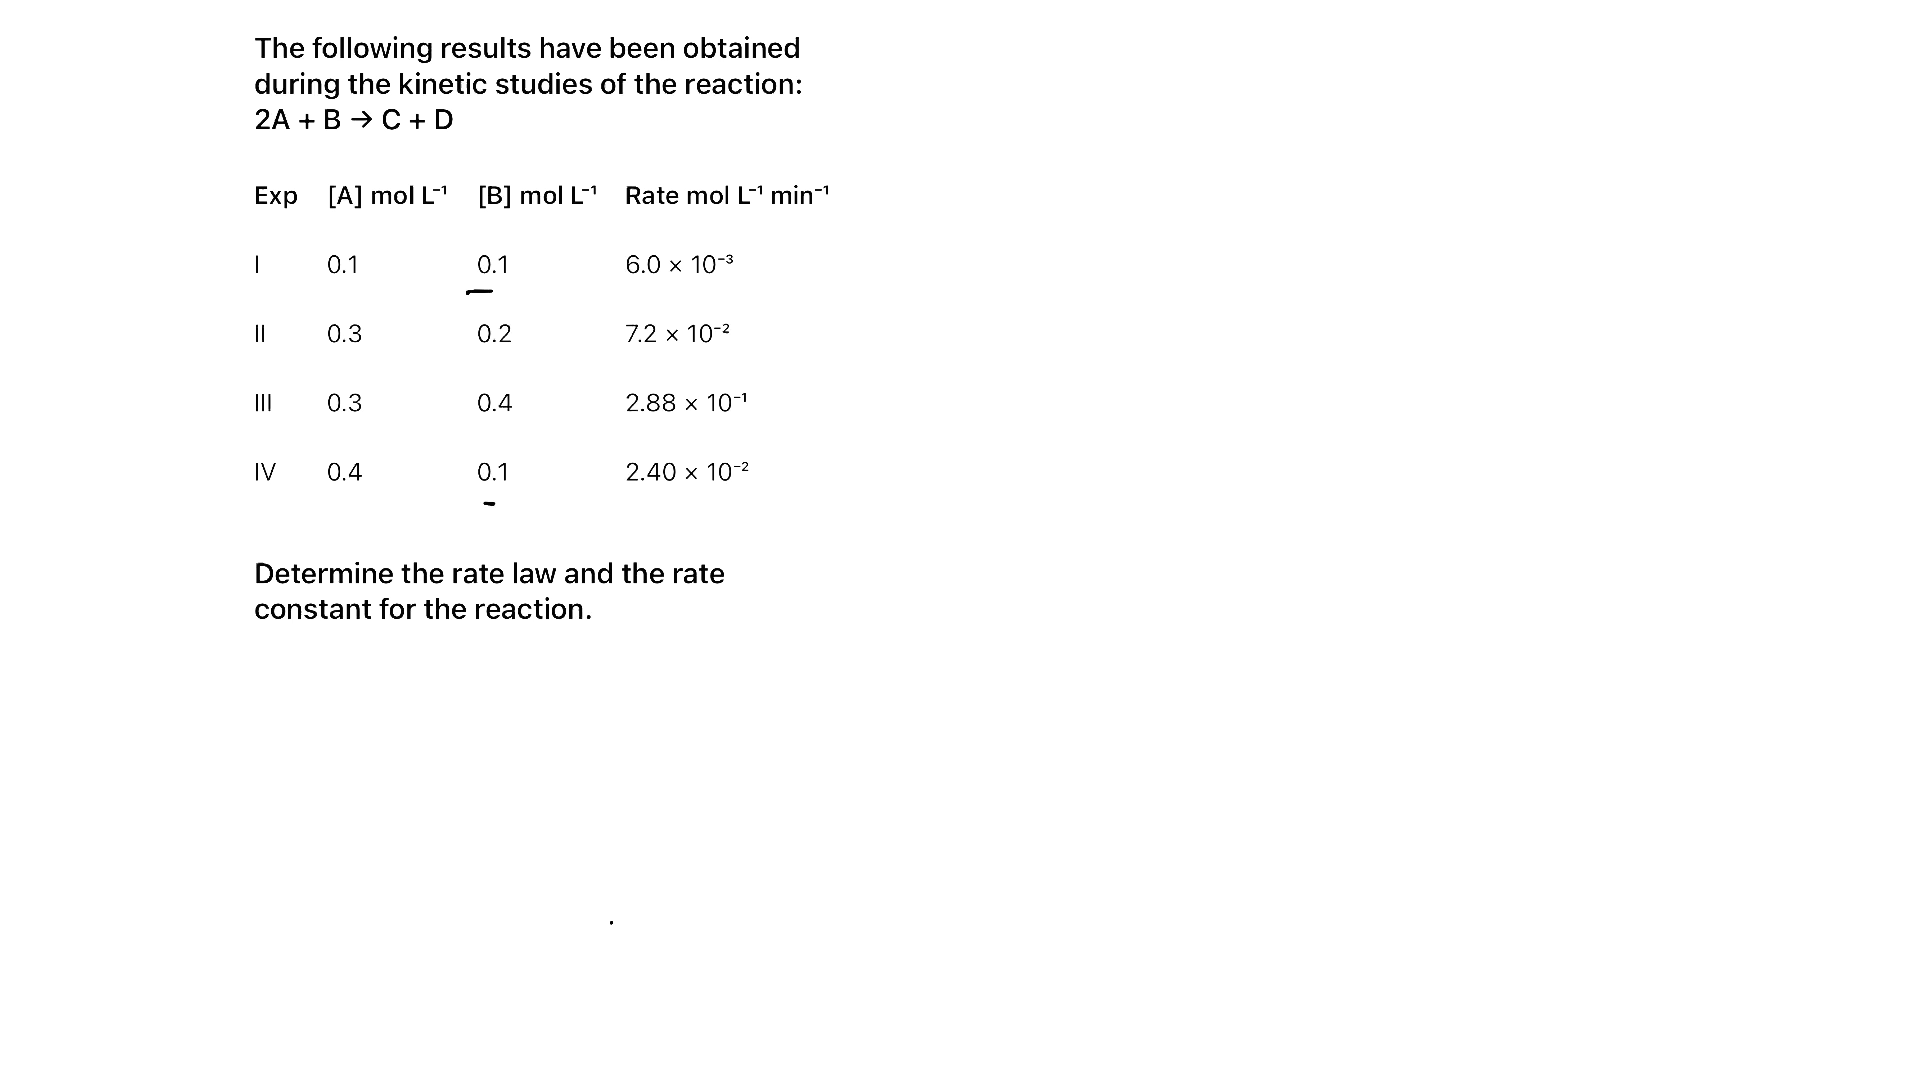 The following results have been obtained
during the kinetic studies of the reaction:
2A + B → C + D
Exp [A] mol L⁻¹ [B] mol L⁻¹ Rate mol L⁻¹ min⁻¹
I 0.1 0.1 6.0 × 10⁻³
II 0.3 0.2 7.2 × 10⁻²
III 0.3 0.4 2.88 × 10⁻¹
IV 0.4 0.1 2.40 × 10⁻²
Determine the rate law and the rate
constant for the reaction.